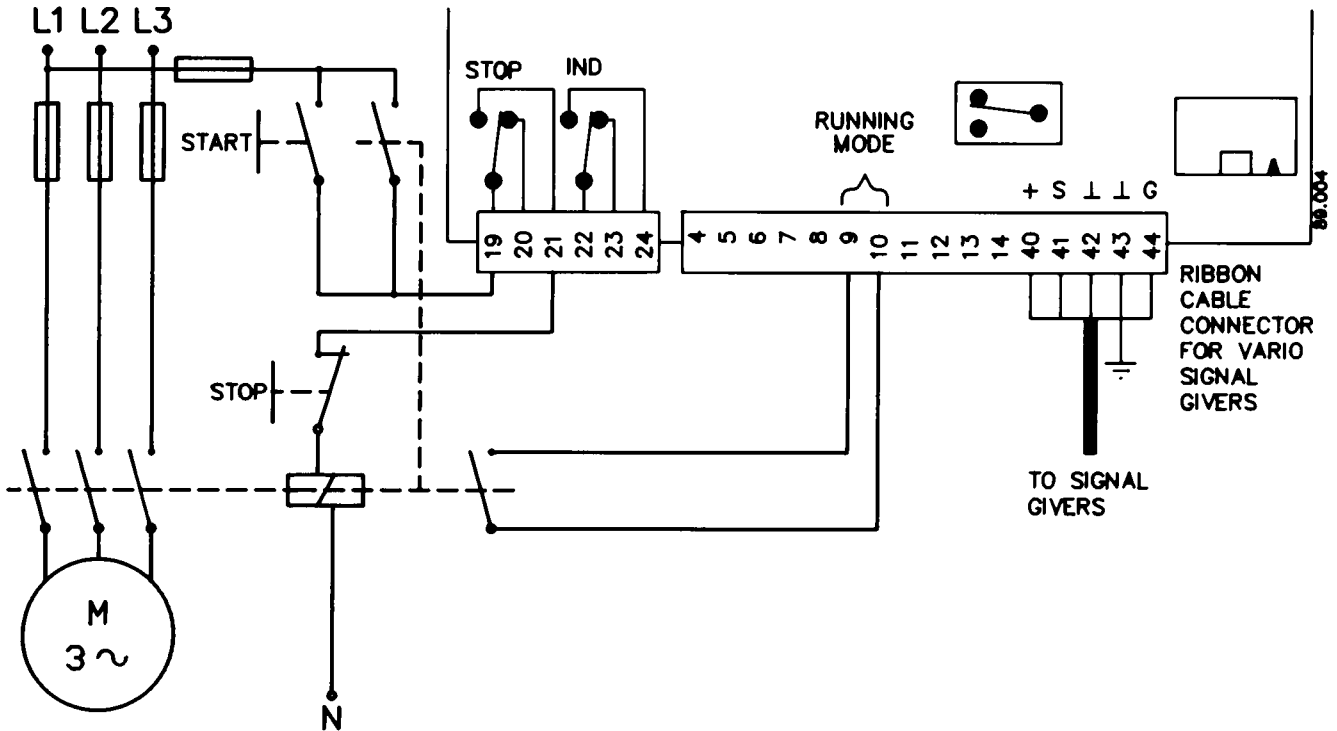 L1 L2 L3
STOP
IND
START
RUNNING
MODE
+ S ⊥ ⊥ G
19 20 21 22 23 24
4 5 6 7 8 9 10 11 12 13 14 40 41 42 43 44
89.004
RIBBON
CABLE
CONNECTOR
FOR VARIO
SIGNAL
GIVERS
STOP
TO SIGNAL
GIVERS
M
3 ~
N